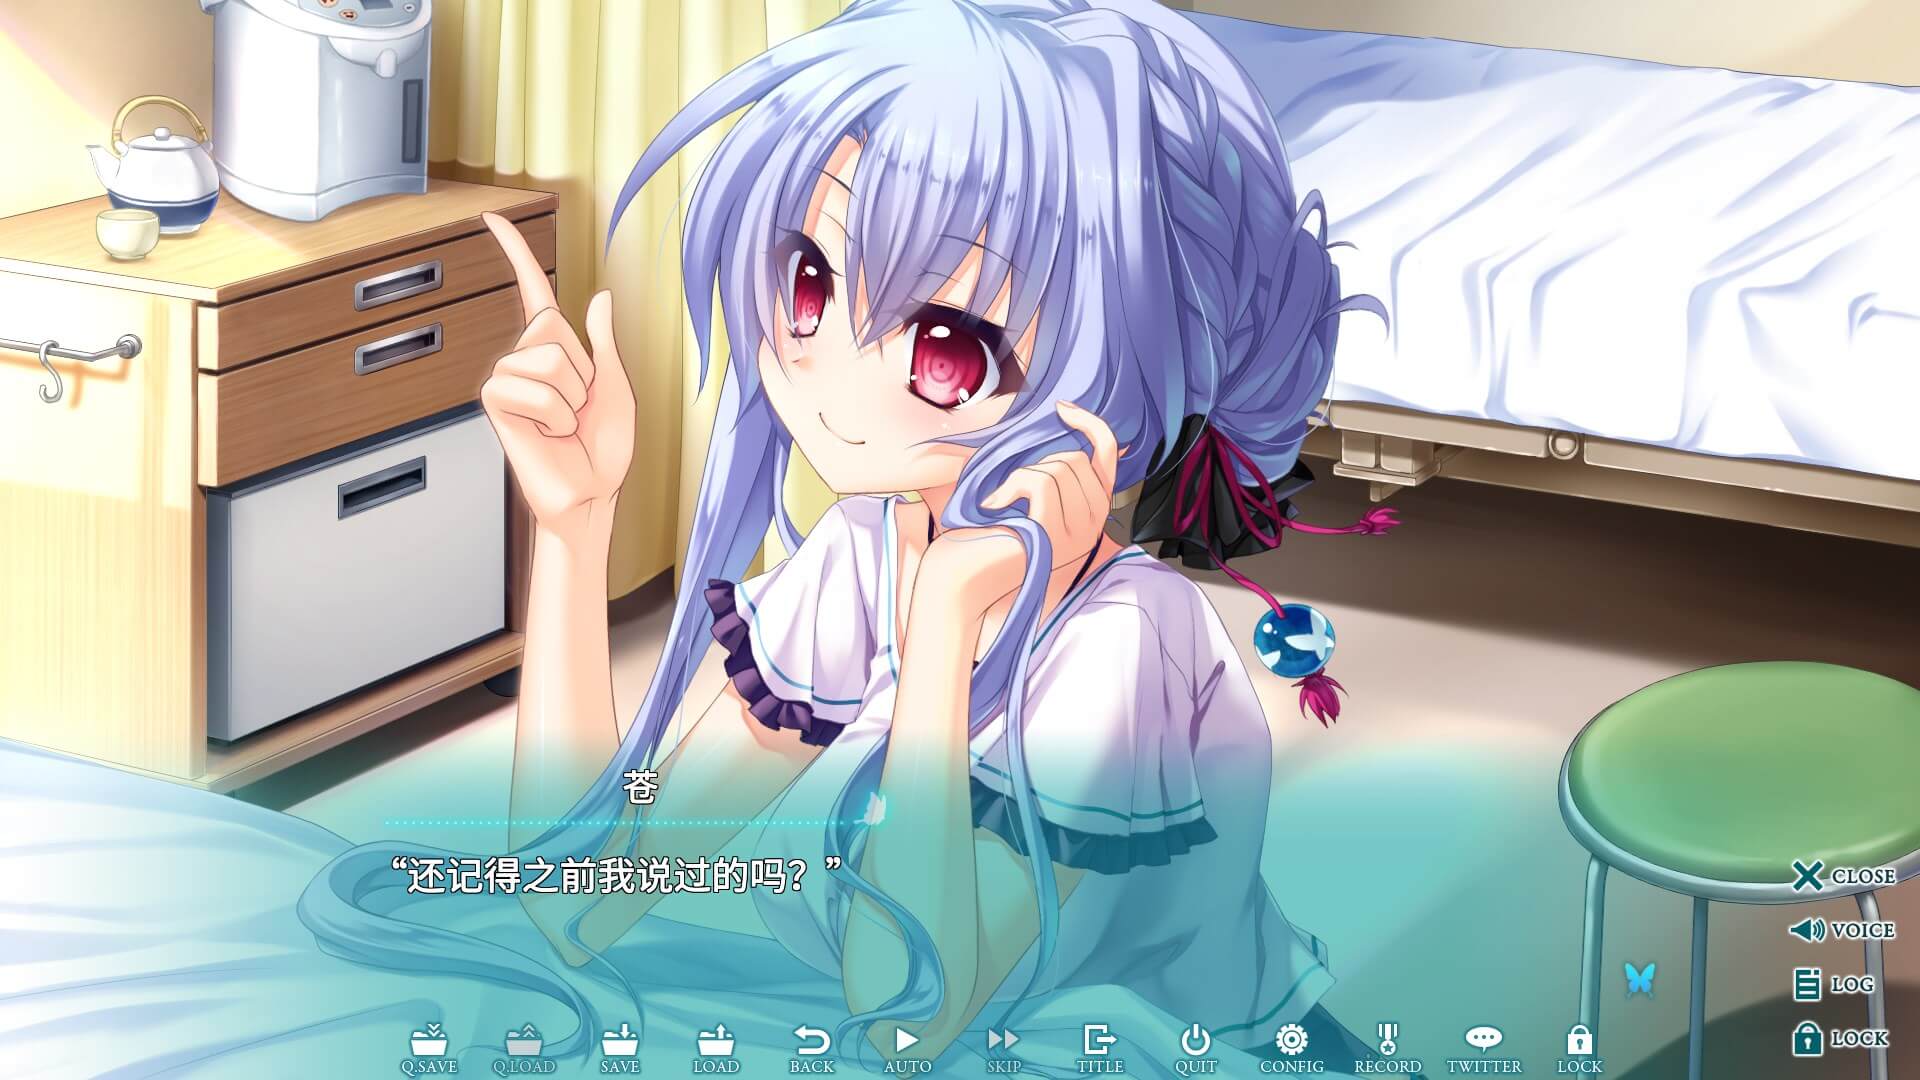 苍
“还记得之前我说过的吗？”
CLOSE
VOICE
LOG
LOCK
Q.SAVE
Q.LOAD
SAVE
LOAD
BACK
AUTO
SKIP
TITLE
QUIT
CONFIG
RECORD
TWITTER
LOCK